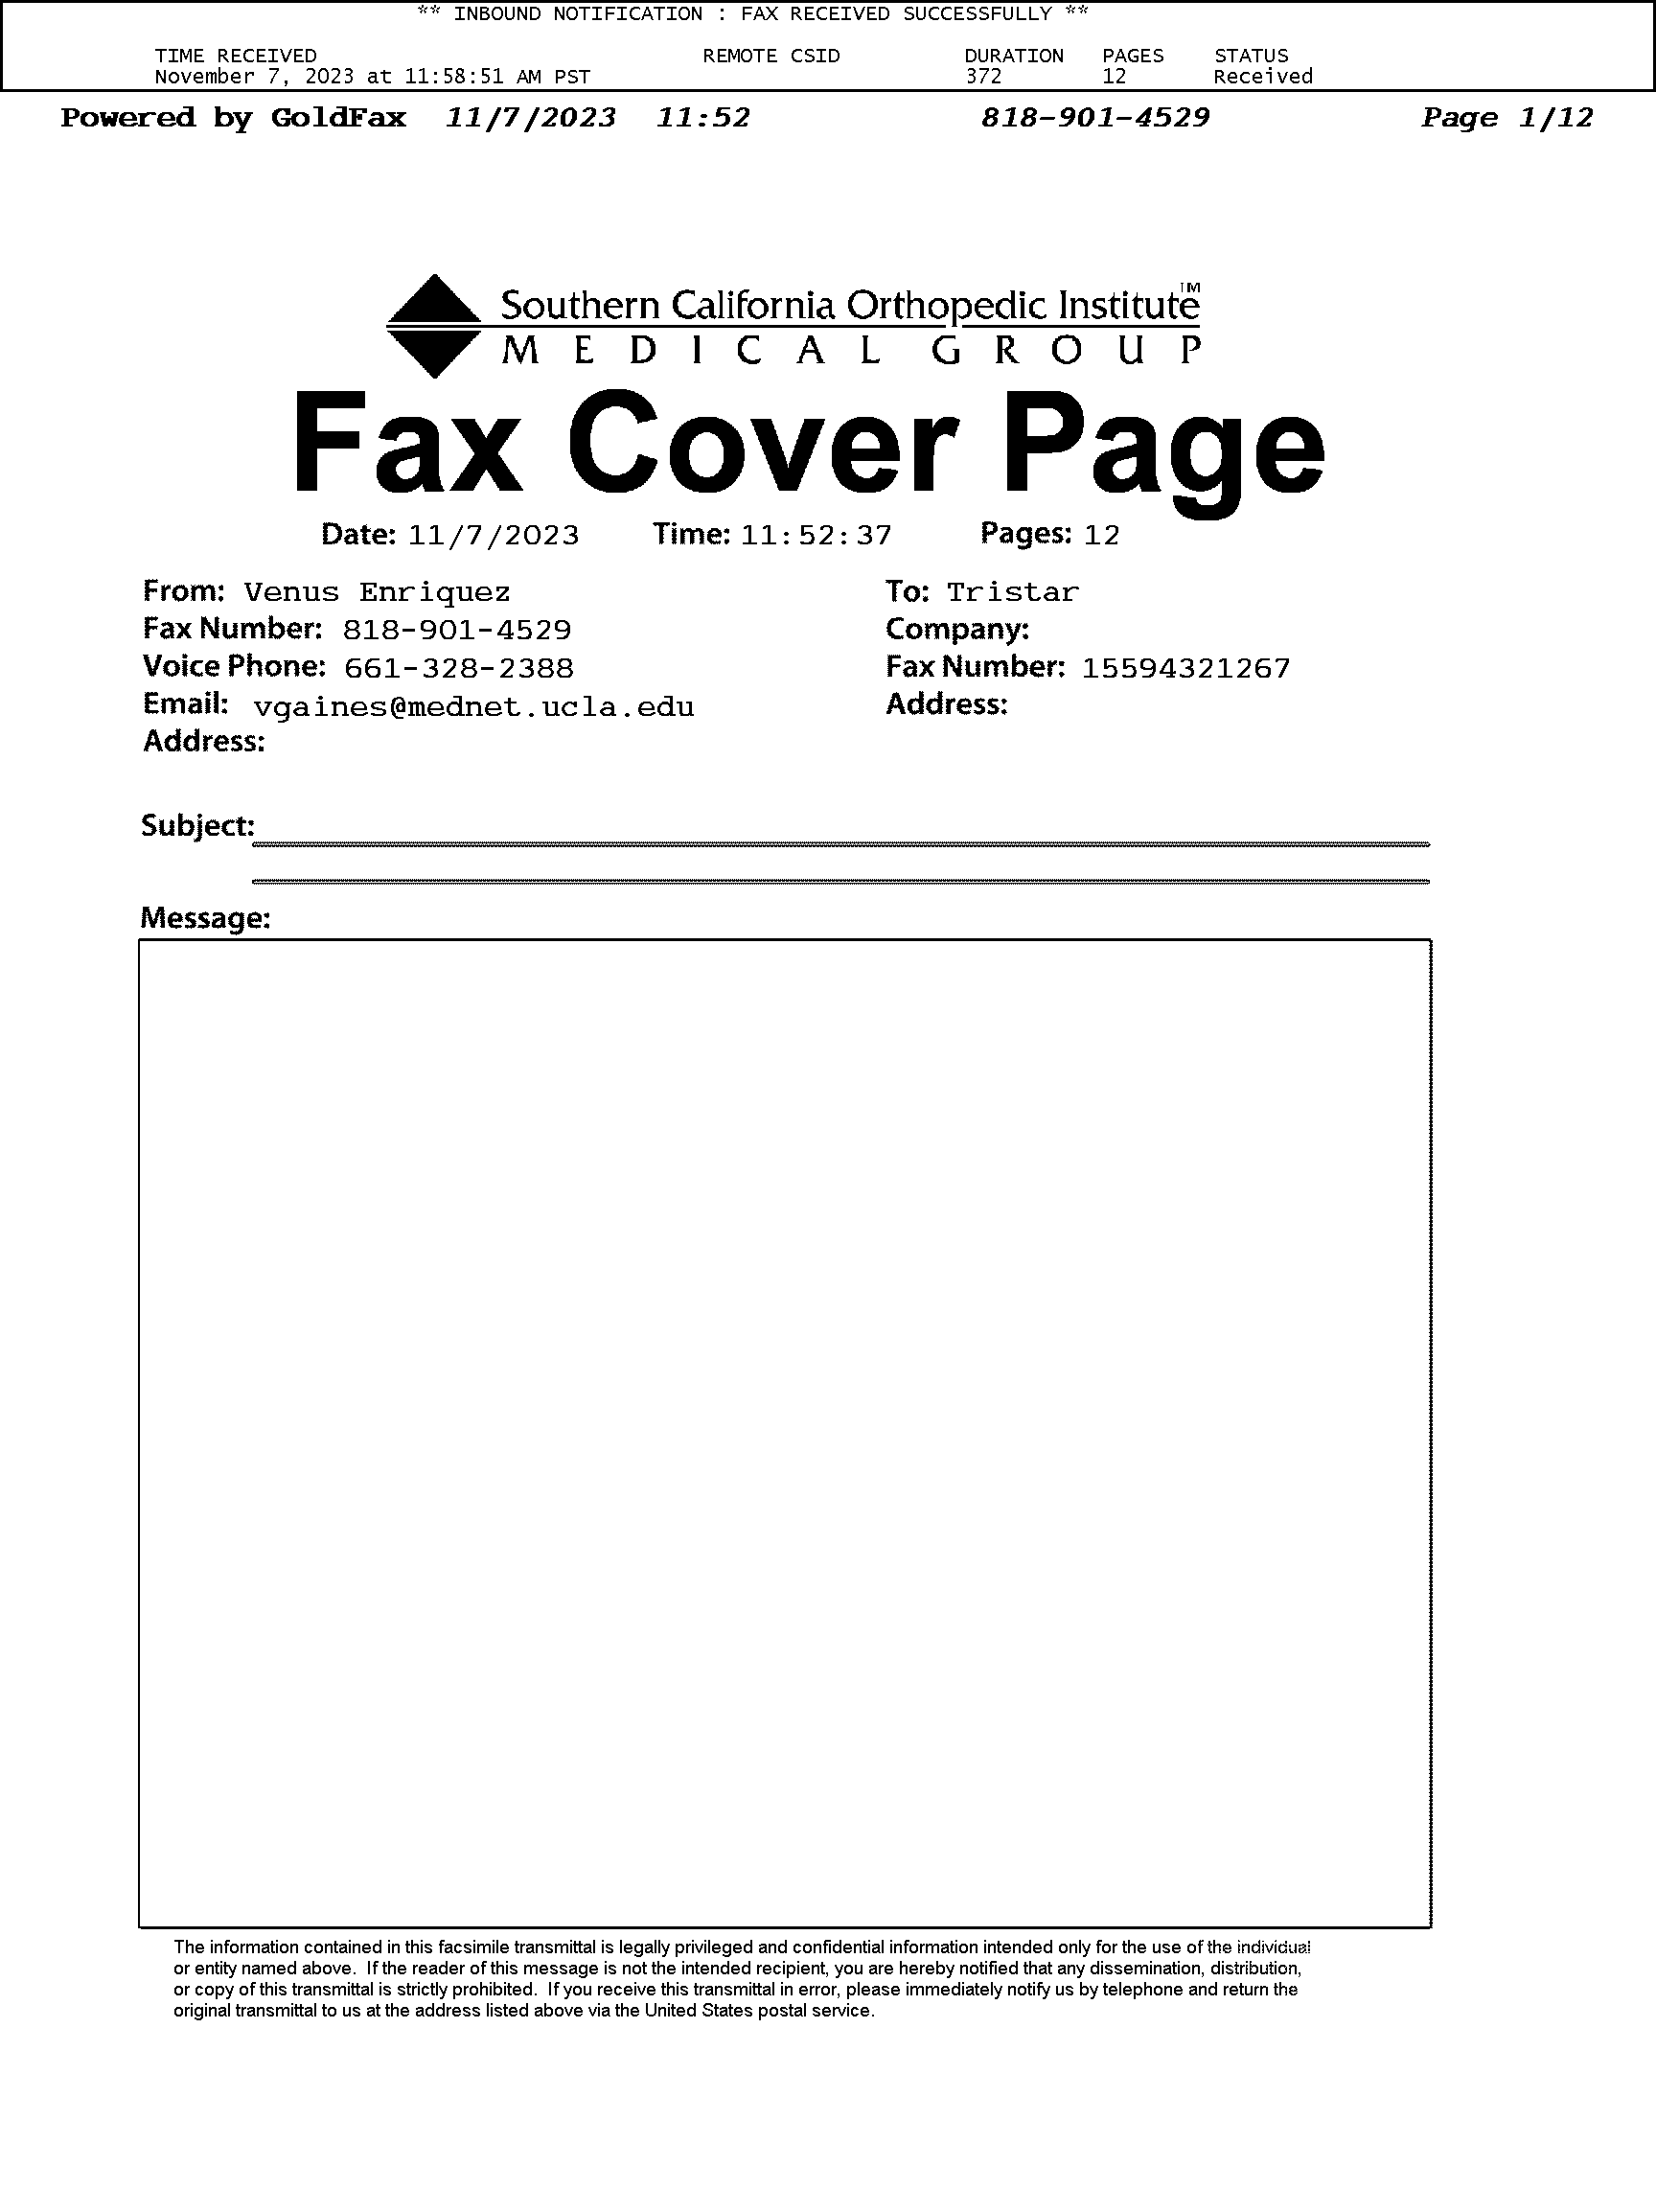 ** INBOUND NOTIFICATION : FAX RECEIVED SUCCESSFULLY **
TIME RECEIVED REMOTE CSID DURATION PAGES STATUS
November 7, 2023 at 11:58:51 AM PST 372 12 Received
Powered by GoldFax 11/7/2023 11:52 818-901-4529 Page 1/12
Southern California Orthopedic Institute™
MEDICAL GROUP
Fax Cover Page
Date: 11/7/2023 Time: 11:52:37 Pages: 12
From: Venus Enriquez To: Tristar
Fax Number: 818-901-4529 Company:
Voice Phone: 661-328-2388 Fax Number: 15594321267
Email: vgaines@mednet.ucla.edu Address:
Address:
Subject:
Message:
The information contained in this facsimile transmittal is legally privileged and confidential information intended only for the use of the individual
or entity named above. If the reader of this message is not the intended recipient, you are hereby notified that any dissemination, distribution,
or copy of this transmittal is strictly prohibited. If you receive this transmittal in error, please immediately notify us by telephone and return the
original transmittal to us at the address listed above via the United States postal service.